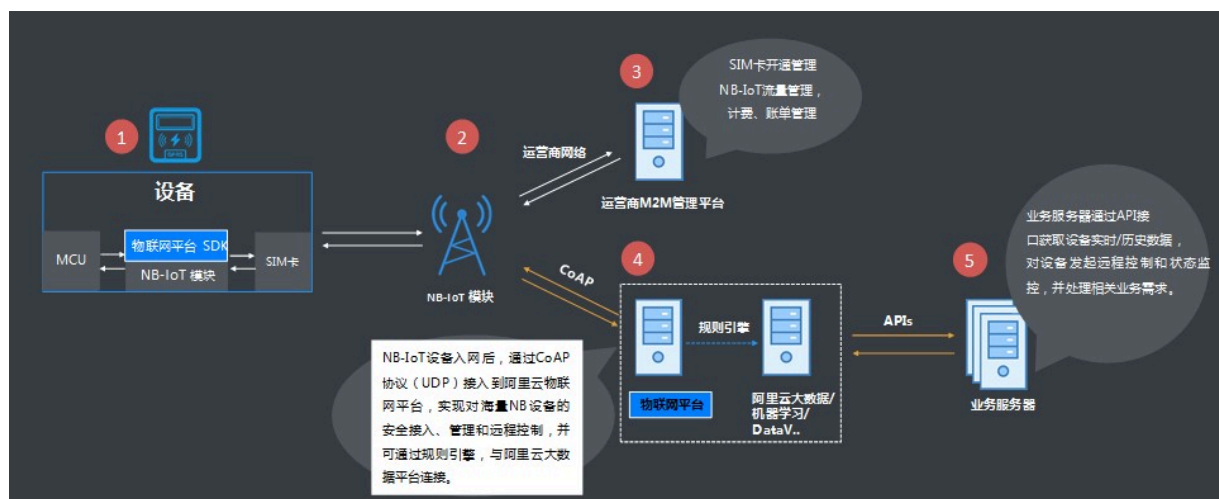 1
设备
MCU
物联网平台 SDK
NB-IoT 模块
SIM卡
2
NB-IoT 模块
运营商网络
3
运营商M2M管理平台
SIM卡开通管理
NB-IoT流量管理，
计费、账单管理
CoAP
4
规则引擎
物联网平台
阿里云大数据/
机器学习/
DataV..
NB-IoT设备入网后，通过CoAP
协议（UDP）接入到阿里云物联
网平台，实现对海量NB设备的
安全接入、管理和远程控制，并
可通过规则引擎，与阿里云大数
据平台连接。
APIs
5
业务服务器
业务服务器通过API接
口获取设备实时/历史数据，
对设备发起远程控制和状态监
控，并处理相关业务需求。